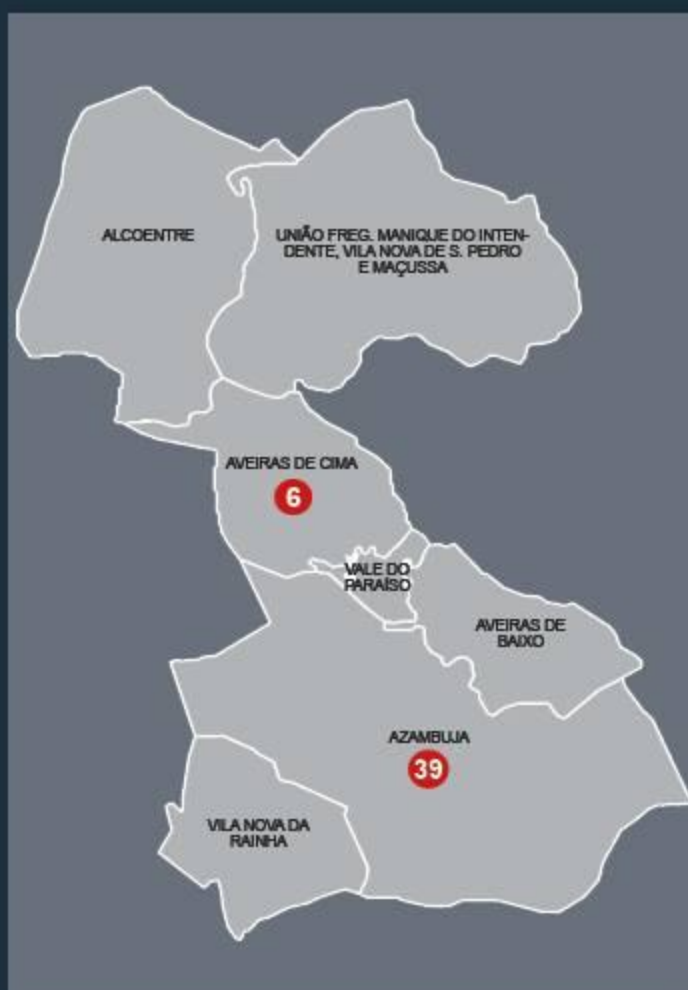 ALCOENTRE
UNIÃO FREG. MANIQUE DO INTEN-
DENTE, VILA NOVA DE S. PEDRO
E MAÇUSSA
AVEIRAS DE CIMA
6
VALE DO
PARAÍSO
AVEIRAS DE
BAIXO
AZAMBUJA
39
VILA NOVA DA
RAINHA